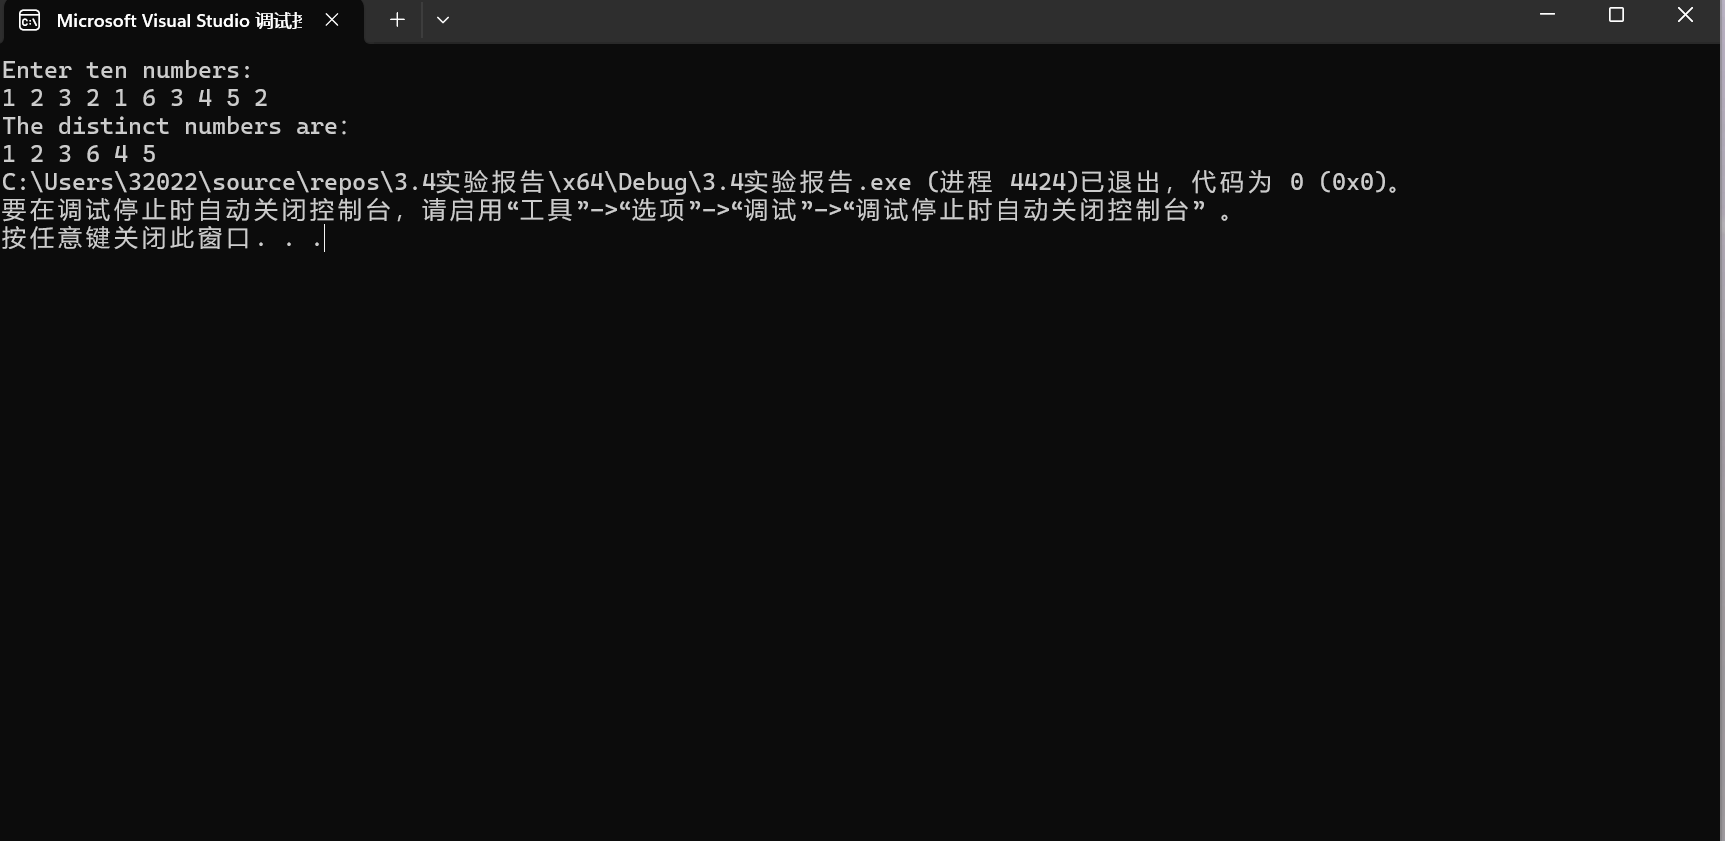 Microsoft Visual Studio 调试控
Enter ten numbers:
1 2 3 2 1 6 3 4 5 2
The distinct numbers are:
1 2 3 6 4 5
C:\Users\32022\source\repos\3.4实验报告\x64\Debug\3.4实验报告.exe (进程 4424)已退出，代码为 0 (0x0)。
要在调试停止时自动关闭控制台，请启用“工具”->“选项”->“调试”->“调试停止时自动关闭控制台”。
按任意键关闭此窗口. . .